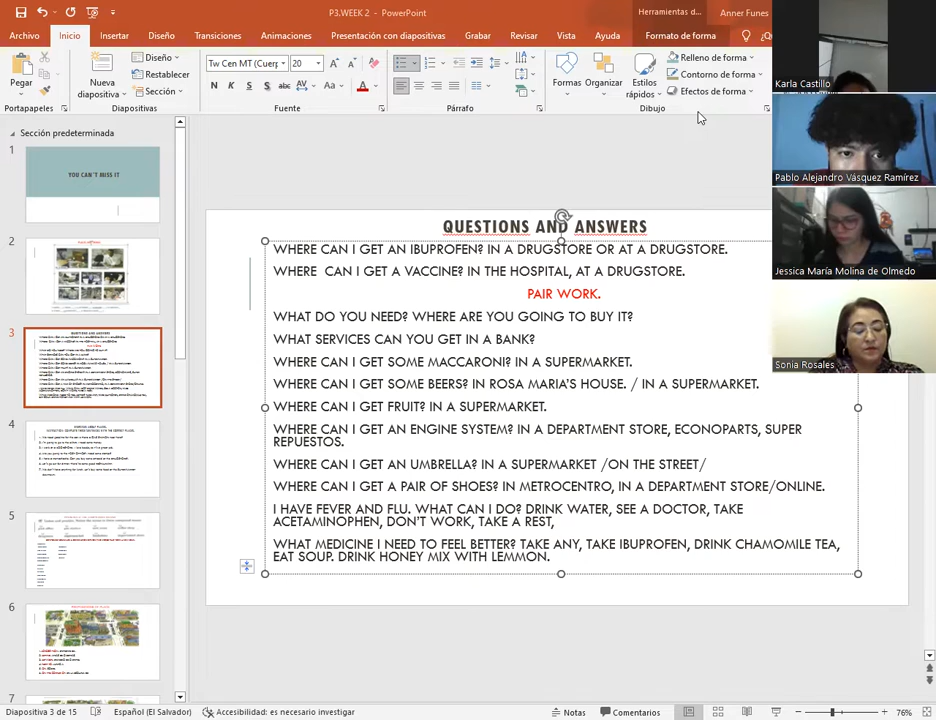 P3.WEEK 2 - PowerPoint
Herramientas d...
Anner Funes
Archivo Inicio Insertar Diseño Transiciones Animaciones Presentación con diapositivas Grabar Revisar Vista Ayuda Formato de forma
Pegar
Nueva diapositiva
Diseño
Restablecer
Sección
Tw Cen MT (Cuerp
20
N K S S abc AV Aa A
Formas Organizar Estilos rápidos
Relleno de forma
Contorno de forma
Efectos de forma
Portapapeles Diapositivas Fuente Párrafo Dibujo
Sección predeterminada
1
YOU CAN'T MISS IT
2
3
4
5
6
7
QUESTIONS AND ANSWERS
WHERE CAN I GET AN IBUPROFEN? IN A DRUGSTORE OR AT A DRUGSTORE.
WHERE CAN I GET A VACCINE? IN THE HOSPITAL, AT A DRUGSTORE.
PAIR WORK.
WHAT DO YOU NEED? WHERE ARE YOU GOING TO BUY IT?
WHAT SERVICES CAN YOU GET IN A BANK?
WHERE CAN I GET SOME MACCARONI? IN A SUPERMARKET.
WHERE CAN I GET SOME BEERS? IN ROSA MARIA'S HOUSE. / IN A SUPERMARKET.
WHERE CAN I GET FRUIT? IN A SUPERMARKET.
WHERE CAN I GET AN ENGINE SYSTEM? IN A DEPARTMENT STORE, ECONOPARTS, SUPER
REPUESTOS.
WHERE CAN I GET AN UMBRELLA? IN A SUPERMARKET /ON THE STREET/
WHERE CAN I GET A PAIR OF SHOES? IN METROCENTRO, IN A DEPARTMENT STORE/ONLINE.
I HAVE FEVER AND FLU. WHAT CAN I DO? DRINK WATER, SEE A DOCTOR, TAKE
ACETAMINOPHEN, DON'T WORK, TAKE A REST,
WHAT MEDICINE I NEED TO FEEL BETTER? TAKE ANY, TAKE IBUPROFEN, DRINK CHAMOMILE TEA,
EAT SOUP. DRINK HONEY MIX WITH LEMMON.
Karla Castillo
Pablo Alejandro Vásquez Ramírez
Jessica María Molina de Olmedo
Sonia Rosales
Diapositiva 3 de 15
Español (El Salvador)
Accesibilidad: es necesario investigar
Notas
Comentarios
76%